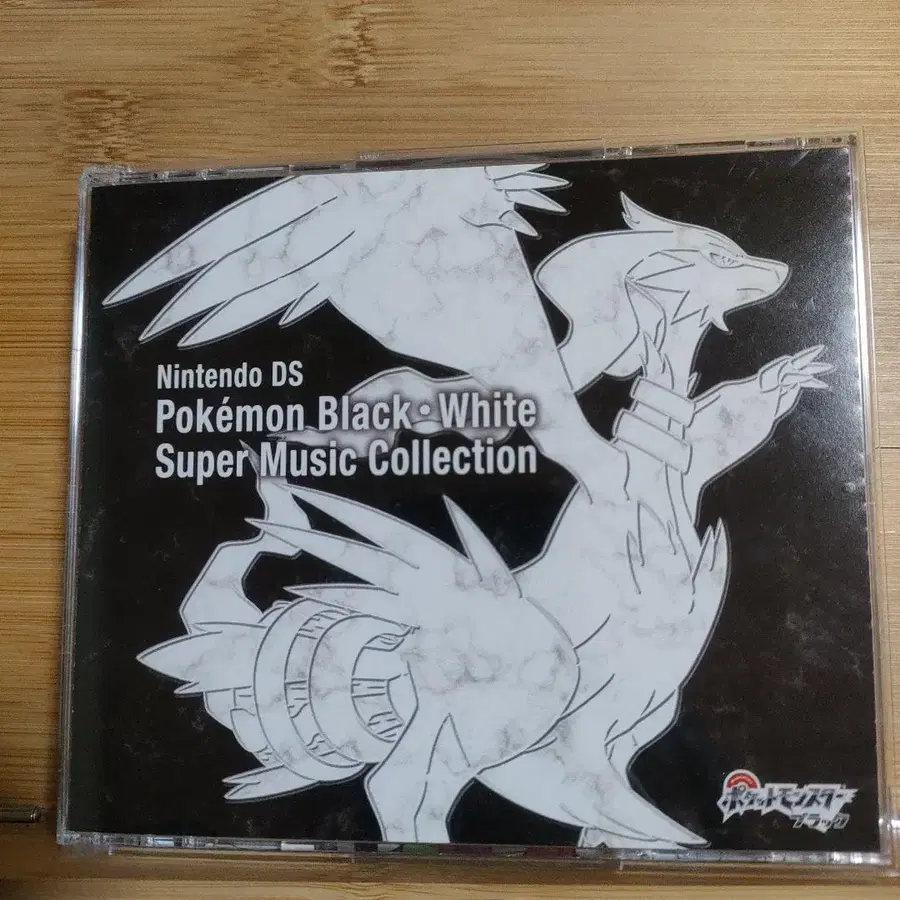 Nintendo DS
Pokémon Black・White
Super Music Collection
ポケットモンスター
ブラック